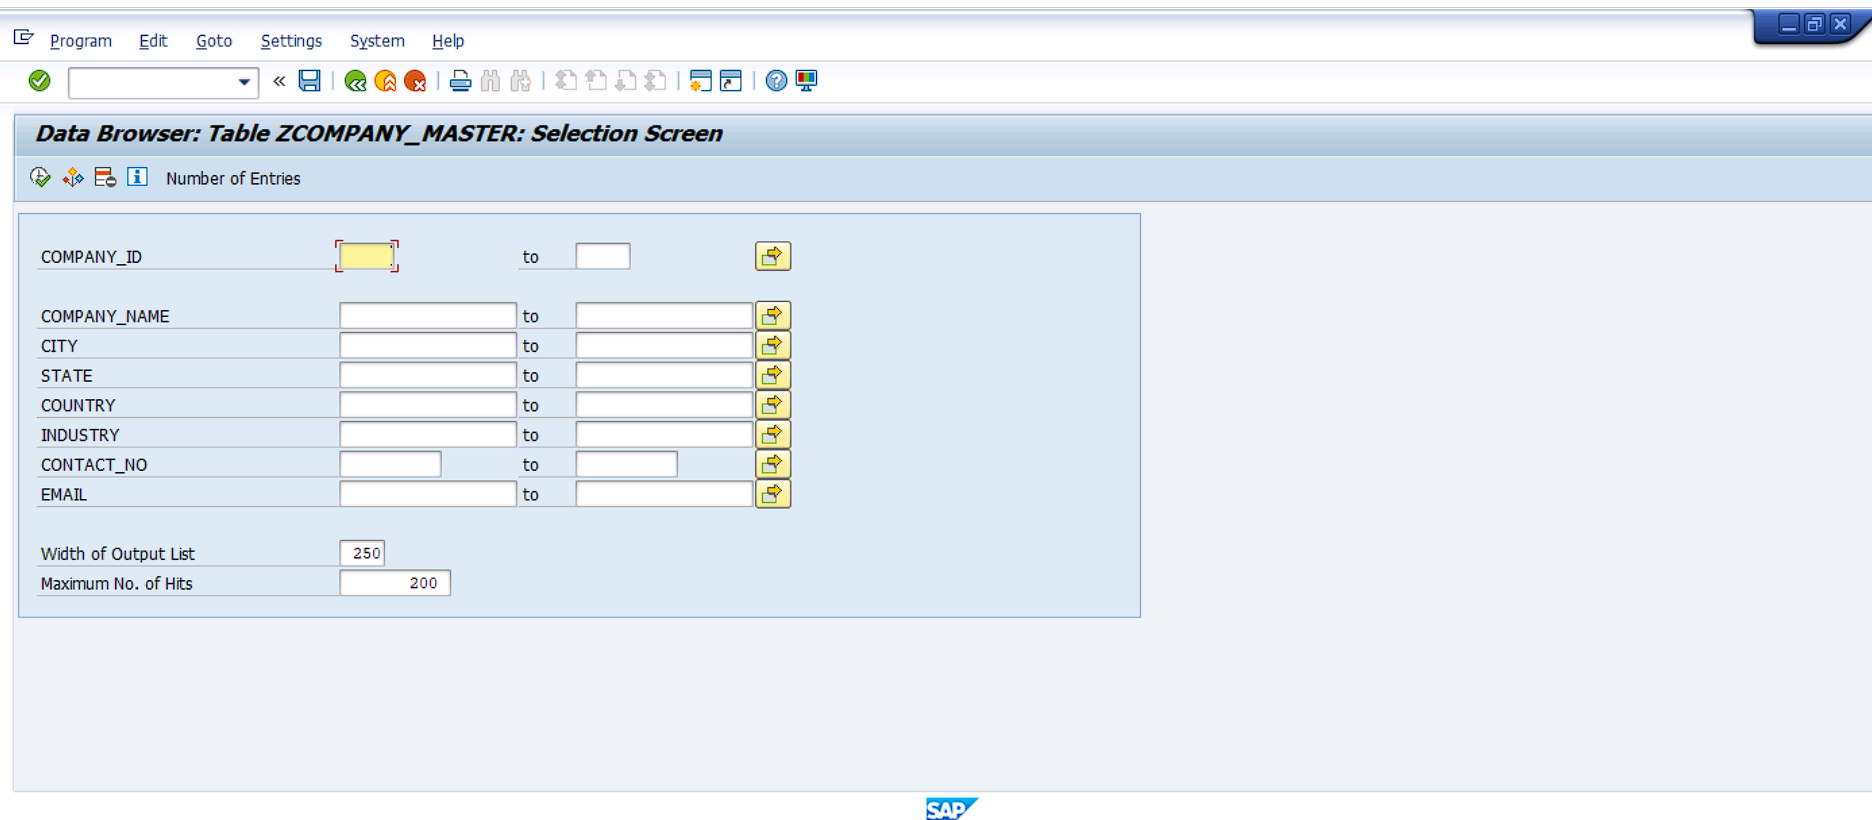 Program Edit Goto Settings System Help
Data Browser: Table ZCOMPANY_MASTER: Selection Screen
Number of Entries
COMPANY_ID to
COMPANY_NAME to
CITY to
STATE to
COUNTRY to
INDUSTRY to
CONTACT_NO to
EMAIL to
Width of Output List 250
Maximum No. of Hits 200
SAP